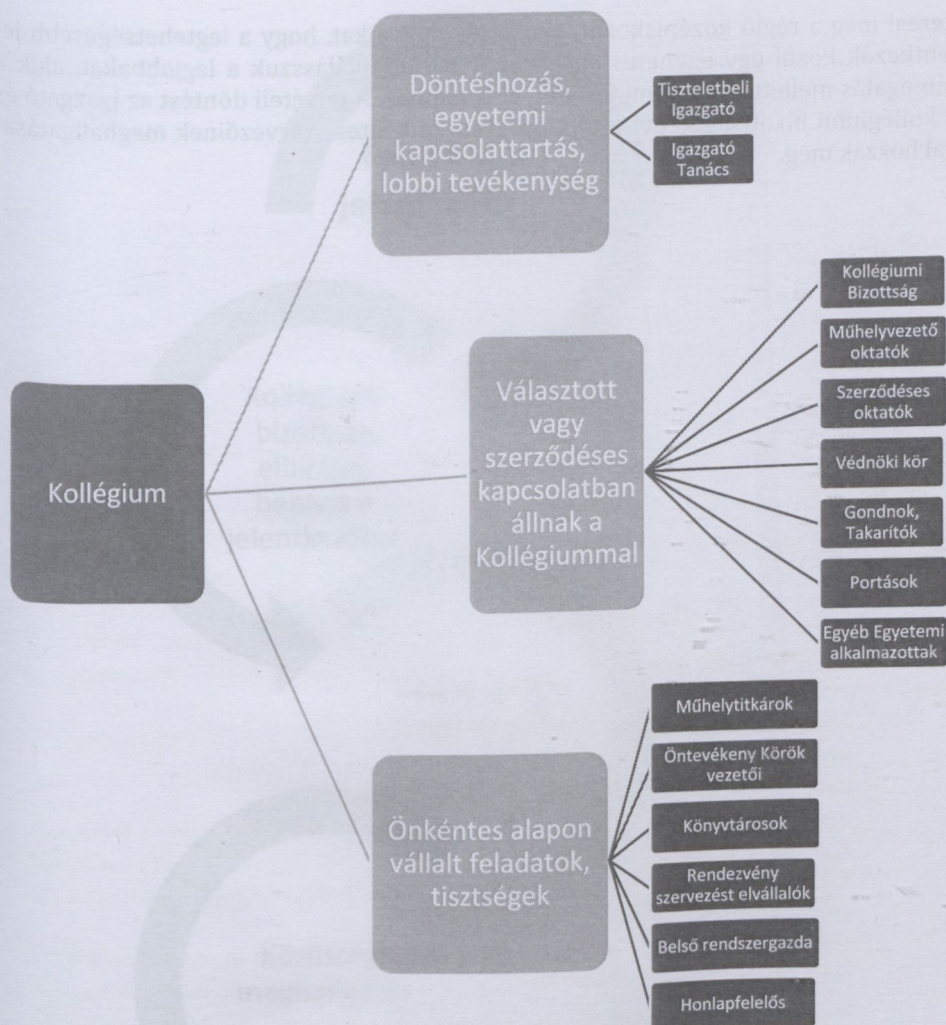 Döntéshozás,
egyetemi
kapcsolattartás,
lobbi tevékenység
Tiszteletbeli
Igazgató
Igazgató
Tanács
Kollégium
Választott
vagy
szerződéses
kapcsolatban
állnak a
Kollégiummal
Kollégiumi
Bizottság
Műhelyvezető
oktatók
Szerződéses
oktatók
Védnöki kör
Gondnok,
Takarítók
Portások
Egyéb Egyetemi
alkalmazottak
Önkéntes alapon
vállalt feladatok,
tisztségek
Műhelytitkárok
Öntevékeny Körök
vezetői
Könyvtárosok
Rendezvény
szervezést elvállalók
Belső rendszergazda
Honlapfelelős